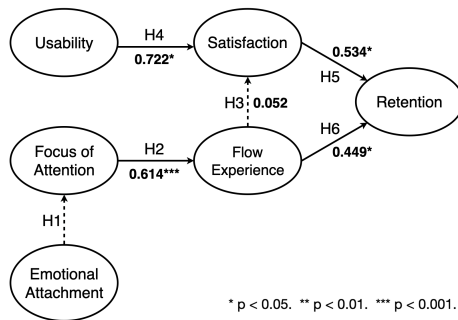 Usability
H4
0.722*
Satisfaction
0.534*
H5
H3
0.052
Retention
Focus of
Attention
H2
0.614***
Flow
Experience
H6
0.449*
H1
Emotional
Attachment
* p < 0.05. ** p < 0.01. *** p < 0.001.